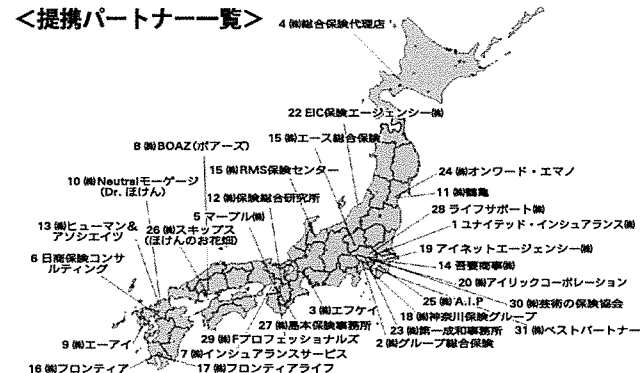 <提携パートナー一覧>
4 ㈱総合保険代理店
22 EIC保険エージェンシー㈱
8 ㈱BOAZ(ボアーズ)
15 ㈱エース総合保険
10 ㈱Neutralモーゲージ
(Dr. ほけん)
15 ㈱RMS保険センター
24 ㈱オンワード・エマノ
12 ㈱保険総合研究所
11 ㈱鶴亀
5 マーブル㈱
28 ライフサポート㈱
13 ㈱ヒューマン&
アソシエイツ
26 ㈱スキップス
(ほけんのお花畑)
1 ユナイテッド・インシュアランス㈱
6 日商保険コンサ
ルティング
19 アイネットエージェンシー㈱
14 吾妻商事㈱
20 ㈱アイリックコーポレーション
25 ㈱A.I.P
30 ㈱芸術の保険協会
3 ㈱エフケイ
18 ㈱神奈川保険グループ
27 ㈱島本保険事務所
23 ㈱第一成和事務所
31 ㈱ベストパートナー
29 ㈱Fプロフェッショナルズ
2 ㈱グループ総合保険
9 ㈱エーアイ
7 ㈱インシュアランスサービス
16 ㈱フロンティア
17 ㈱フロンティアライフ